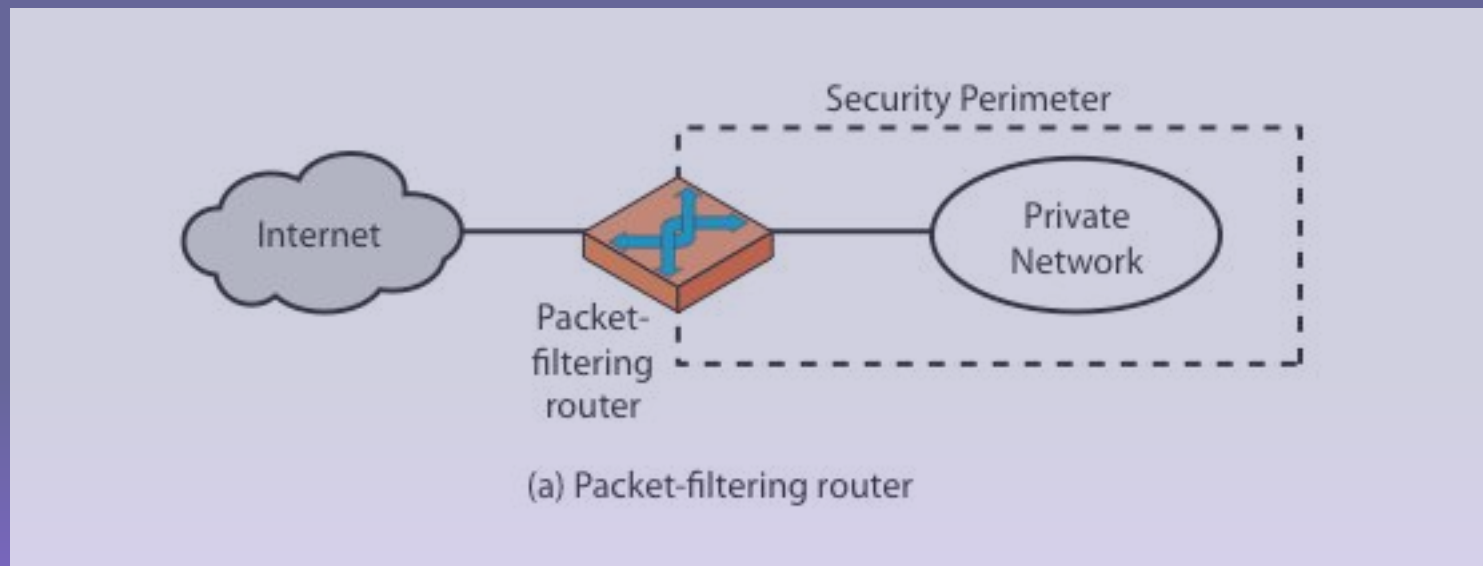 Security Perimeter
Internet
Private
Network
Packet-
filtering
router
(a) Packet-filtering router